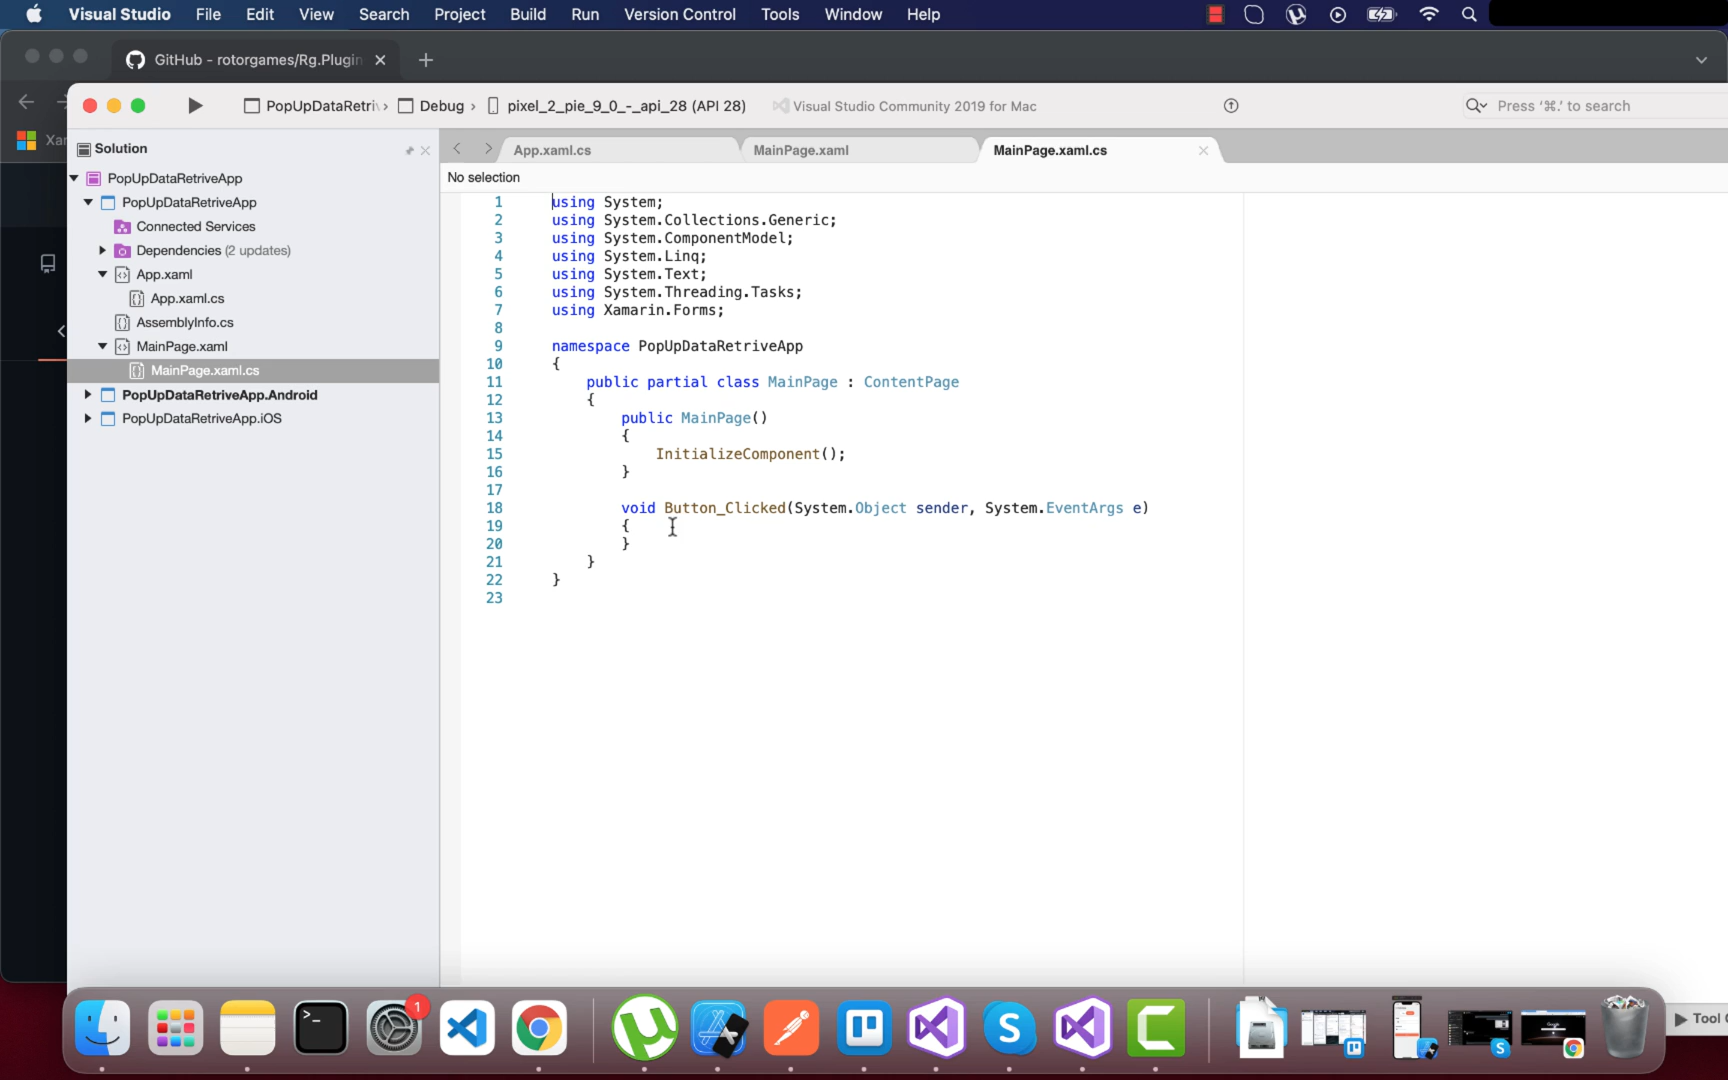 Visual Studio File Edit View Search Project Build Run Version Control Tools Window Help
GitHub - rotorgames/Rg.Plugin
PopUpDataRetriv › Debug › pixel_2_pie_9_0_-_api_28 (API 28) Visual Studio Community 2019 for Mac Press ‘⌘.’ to search
Xar
Solution
PopUpDataRetriveApp
PopUpDataRetriveApp
Connected Services
Dependencies (2 updates)
App.xaml
App.xaml.cs
AssemblyInfo.cs
MainPage.xaml
MainPage.xaml.cs
PopUpDataRetriveApp.Android
PopUpDataRetriveApp.iOS
App.xaml.cs MainPage.xaml MainPage.xaml.cs
No selection
1 using System;
2 using System.Collections.Generic;
3 using System.ComponentModel;
4 using System.Linq;
5 using System.Text;
6 using System.Threading.Tasks;
7 using Xamarin.Forms;
8
9 namespace PopUpDataRetriveApp
10 {
11 public partial class MainPage : ContentPage
12 {
13 public MainPage()
14 {
15 InitializeComponent();
16 }
17
18 void Button_Clicked(System.Object sender, System.EventArgs e)
19 {
20 }
21 }
22 }
23
1
Tool